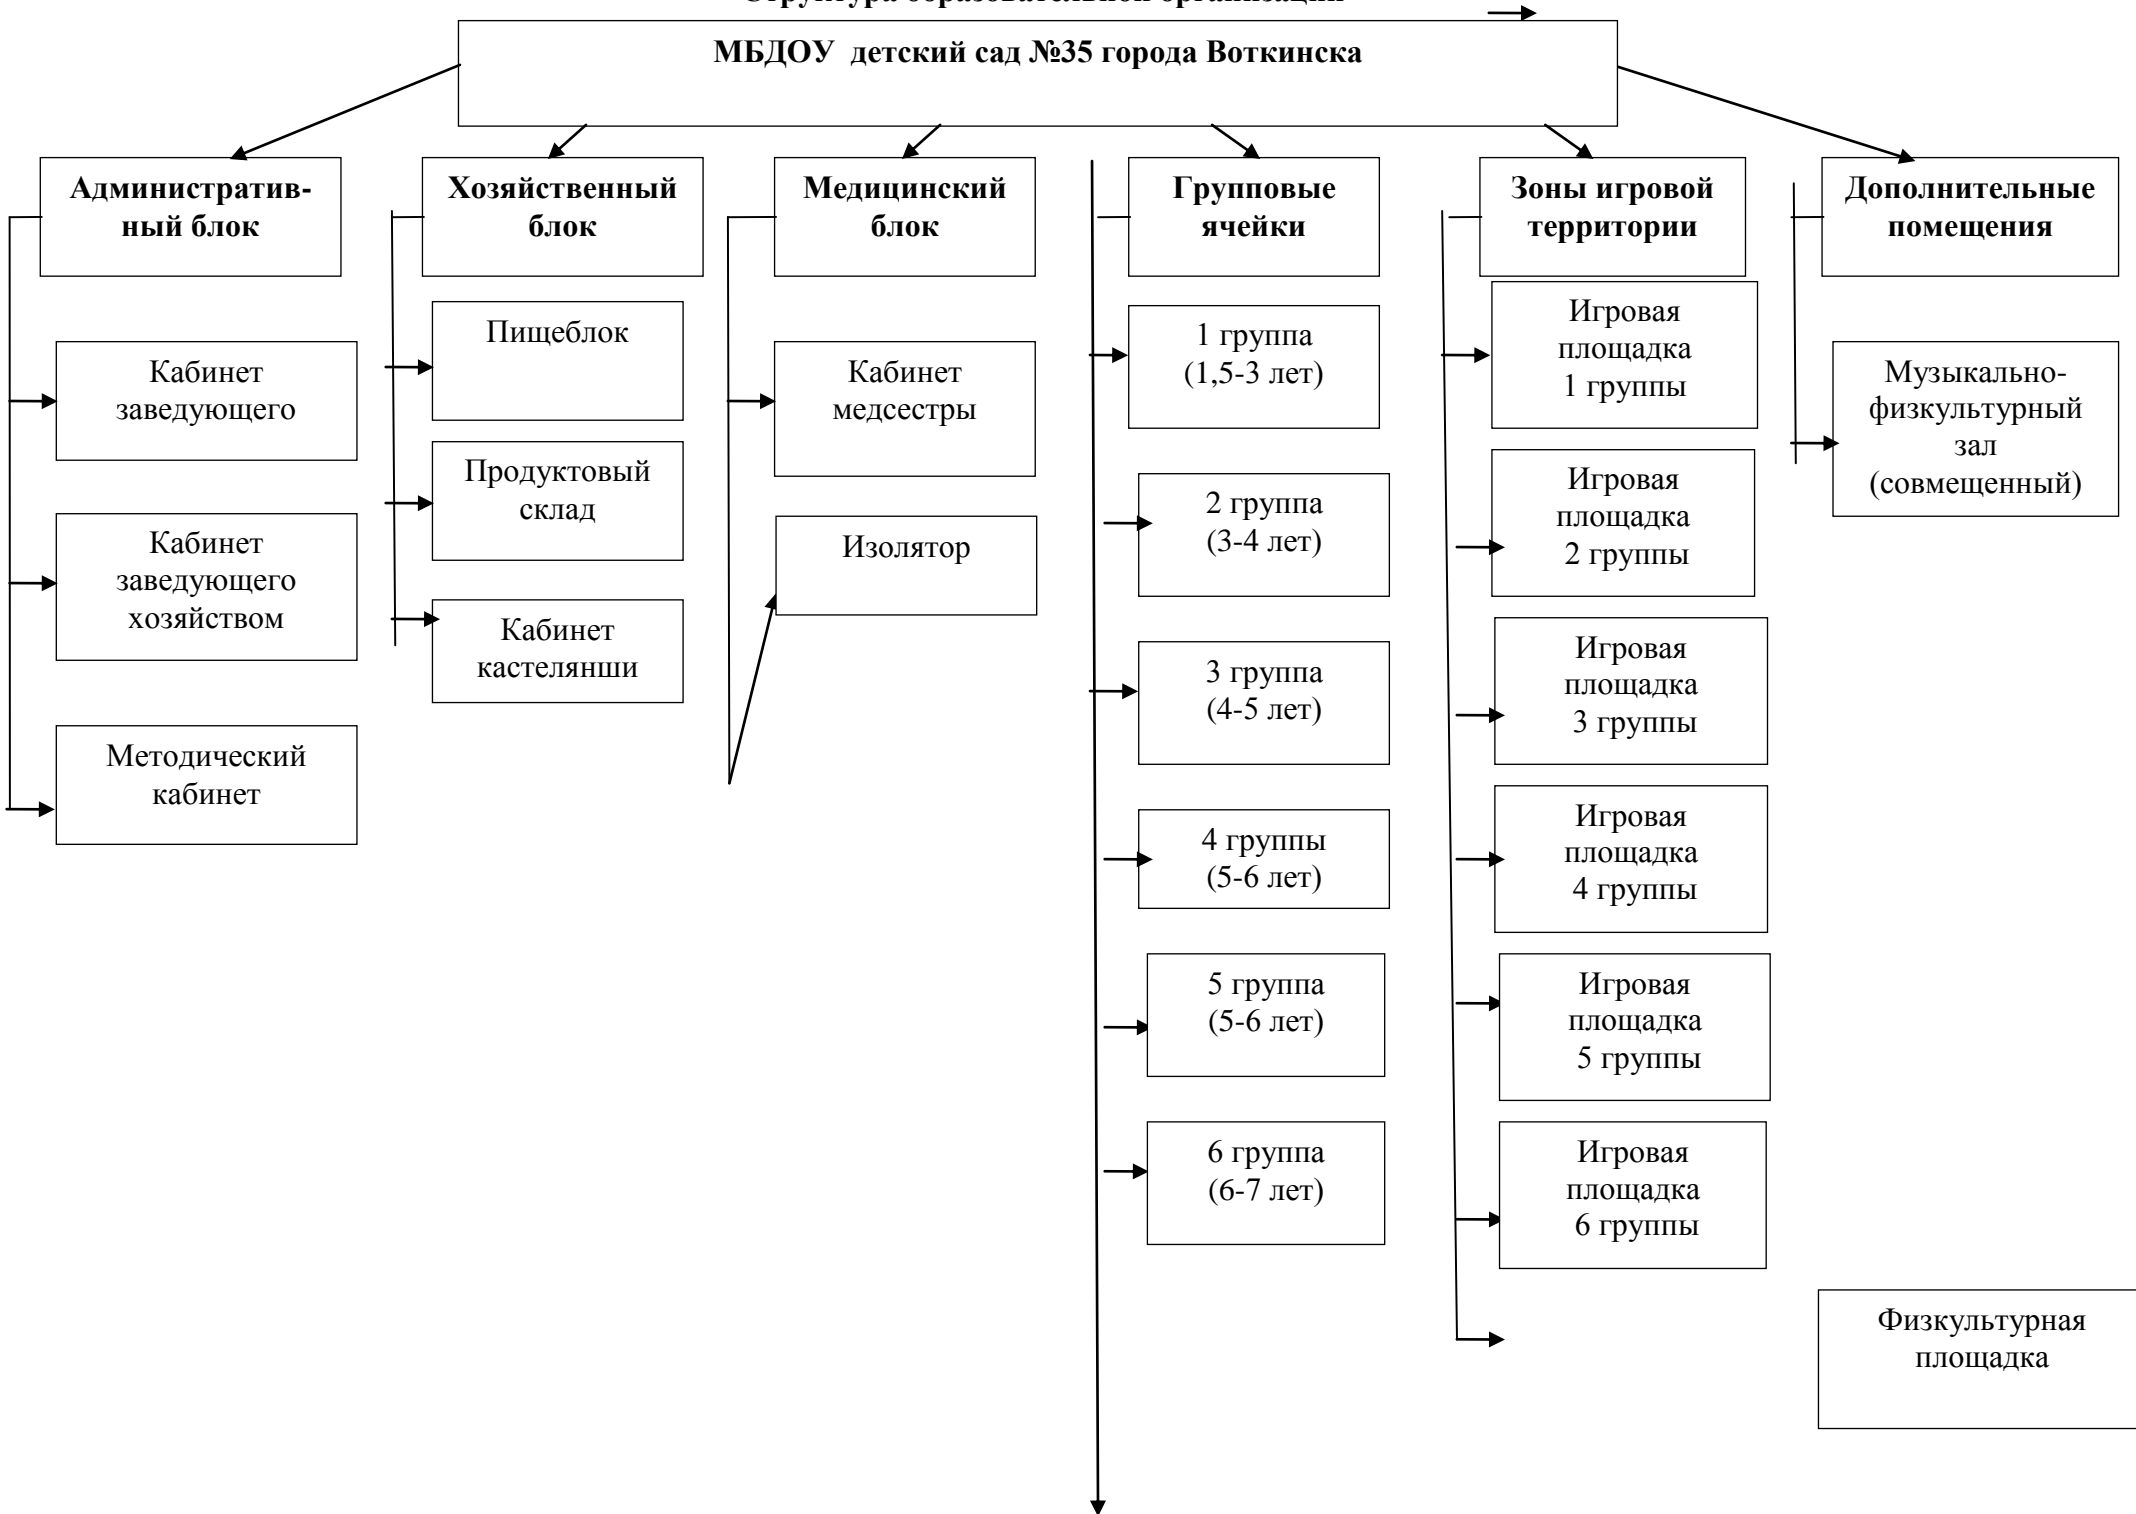 Структура образовательной организации
МБДОУ детский сад №35 города Воткинска
Административ-
ный блок
Хозяйственный
блок
Медицинский
блок
Групповые
ячейки
Зоны игровой
территории
Дополнительные
помещения
Кабинет
заведующего
Кабинет
заведующего
хозяйством
Методический
кабинет
Пищеблок
Продуктовый
склад
Кабинет
кастелянши
Кабинет
медсестры
Изолятор
1 группа
(1,5-3 лет)
2 группа
(3-4 лет)
3 группа
(4-5 лет)
4 группы
(5-6 лет)
5 группа
(5-6 лет)
6 группа
(6-7 лет)
Игровая
площадка
1 группы
Игровая
площадка
2 группы
Игровая
площадка
3 группы
Игровая
площадка
4 группы
Игровая
площадка
5 группы
Игровая
площадка
6 группы
Музыкально-
физкультурный
зал
(совмещенный)
Физкультурная
площадка